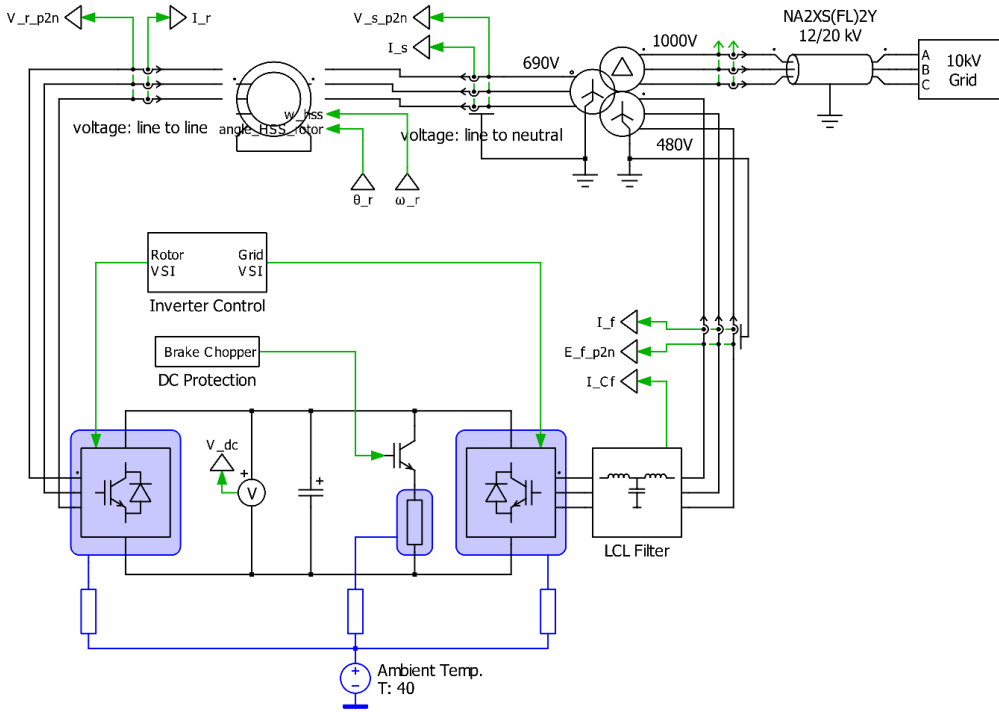 V_r_p2n
I_r
V_s_p2n
I_s
690V
1000V
NA2XS(FL)2Y
12/20 kV
A
B
C
10kV
Grid
voltage: line to line
w_hss
angle_HSS_rotor
voltage: line to neutral
480V
θ_r
ω_r
Rotor
VSI
Grid
VSI
Inverter Control
Brake Chopper
DC Protection
I_f
E_f_p2n
I_Cf
V_dc
+
V
+
LCL Filter
+
−
Ambient Temp.
T: 40